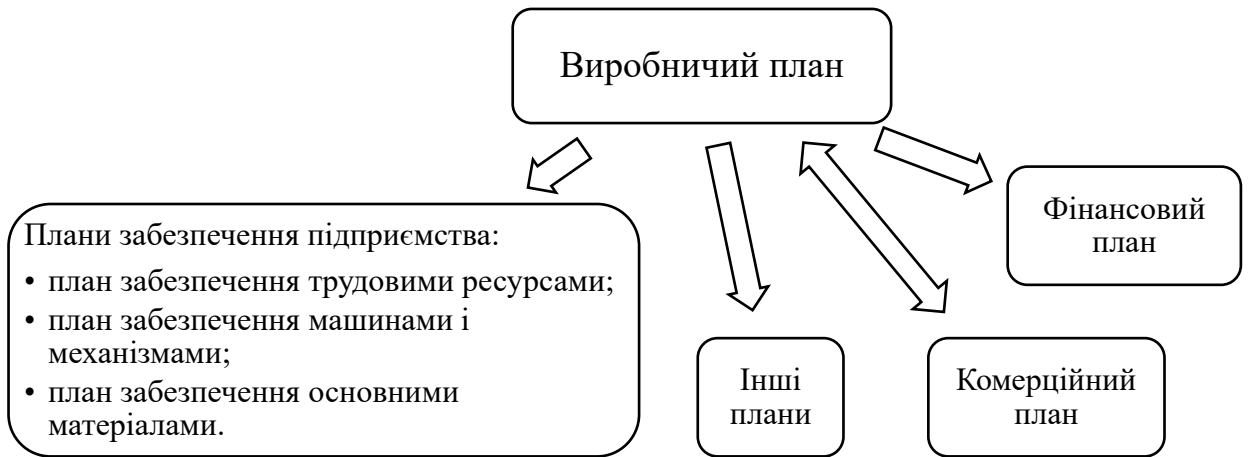 Виробничий план
Плани забезпечення підприємства:
• план забезпечення трудовими ресурсами;
• план забезпечення машинами і
механізмами;
• план забезпечення основними
матеріалами.
Інші
плани
Комерційний
план
Фінансовий
план